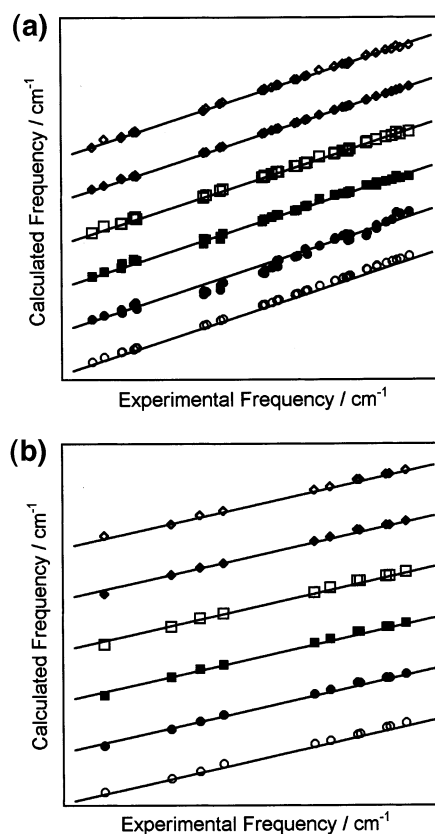 (a)
Calculated Frequency / cm⁻¹
Experimental Frequency / cm⁻¹
(b)
Calculated Frequency / cm⁻¹
Experimental Frequency / cm⁻¹